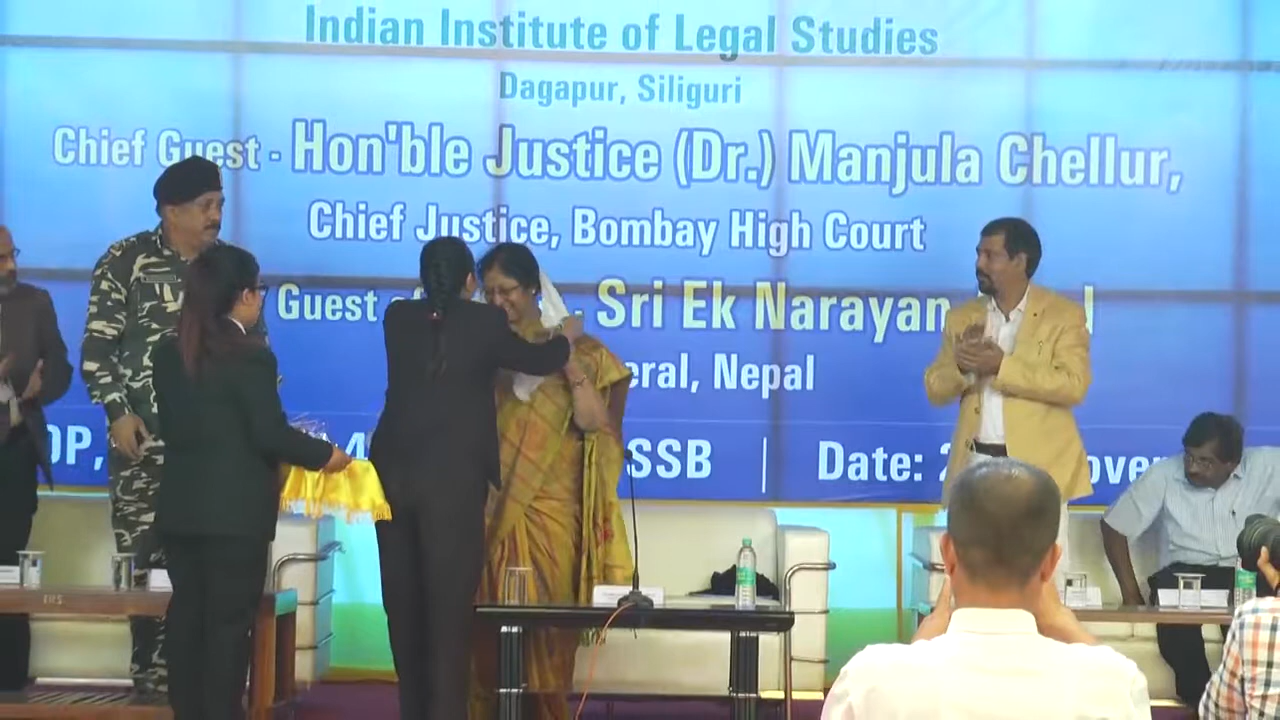 Indian Institute of Legal Studies
Dagapur, Siliguri
Chief Guest - Hon'ble Justice (Dr.) Manjula Chellur,
Chief Justice, Bombay High Court
Guest - Sri Ek Narayan
Nepal
SSB | Date: